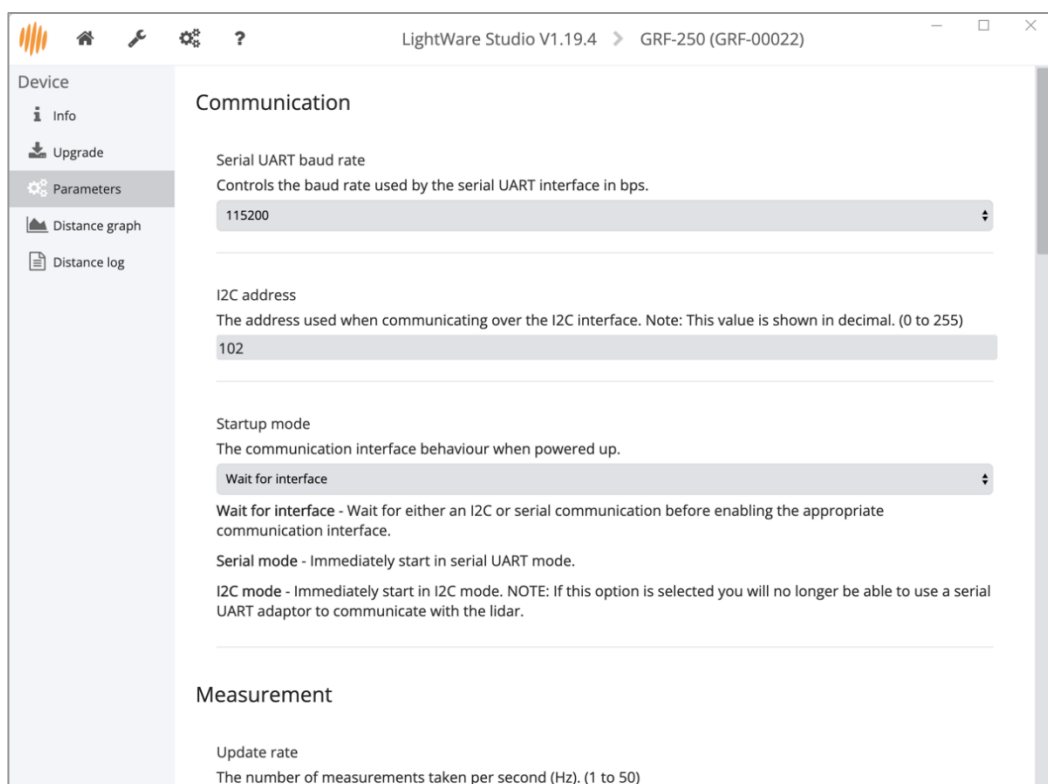 ?
LightWare Studio V1.19.4 > GRF-250 (GRF-00022)
Device
Info
Upgrade
Parameters
Distance graph
Distance log
Communication
Serial UART baud rate
Controls the baud rate used by the serial UART interface in bps.
115200
I2C address
The address used when communicating over the I2C interface. Note: This value is shown in decimal. (0 to 255)
102
Startup mode
The communication interface behaviour when powered up.
Wait for interface
Wait for interface - Wait for either an I2C or serial communication before enabling the appropriate
communication interface.
Serial mode - Immediately start in serial UART mode.
I2C mode - Immediately start in I2C mode. NOTE: If this option is selected you will no longer be able to use a serial
UART adaptor to communicate with the lidar.
Measurement
Update rate
The number of measurements taken per second (Hz). (1 to 50)